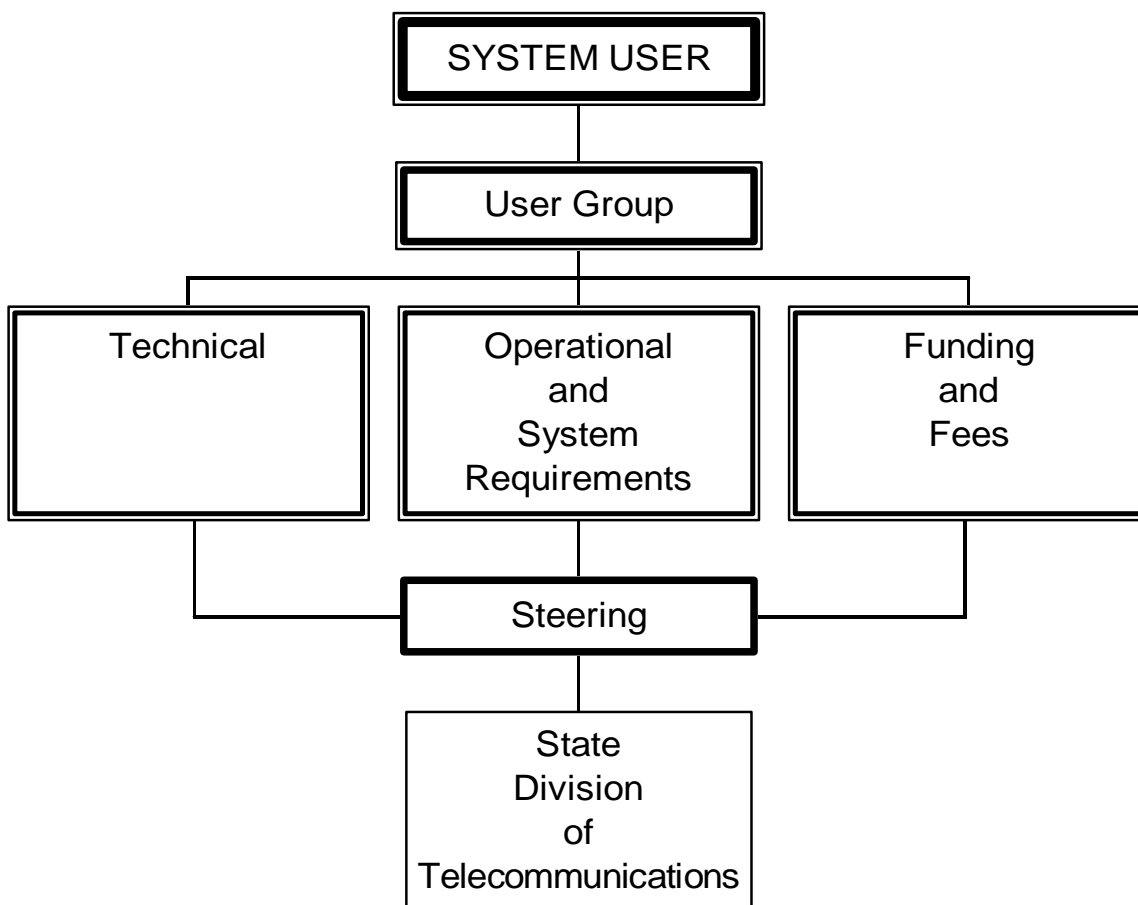 SYSTEM USER
User Group
Technical
Operational
and
System
Requirements
Funding
and
Fees
Steering
State
Division
of
Telecommunications